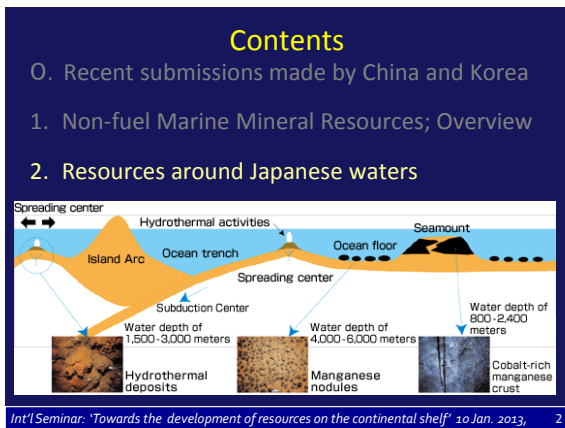 Contents
O. Recent submissions made by China and Korea
1. Non-fuel Marine Mineral Resources; Overview
2. Resources around Japanese waters
Spreading center
Hydrothermal activities
Seamount
Island Arc
Ocean trench
Ocean floor
Spreading center
Subduction Center
Water depth of
1,500-3,000 meters
Hydrothermal
deposits
Water depth of
4,000-6,000 meters
Manganese
nodules
Water depth of
800-2,400
meters
Cobalt-rich
manganese
crust
Int'l Seminar: 'Towards the development of resources on the continental shelf' 10 Jan. 2013, 2